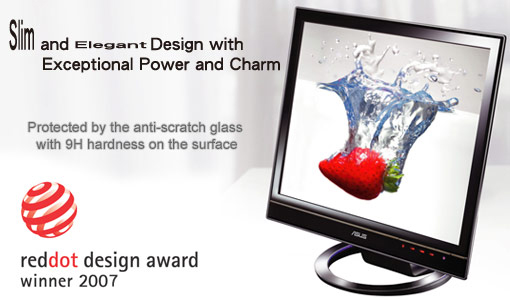 Slim and Elegant Design with
Exceptional Power and Charm
Protected by the anti-scratch glass
with 9H hardness on the surface
reddot design award
winner 2007
ASUS